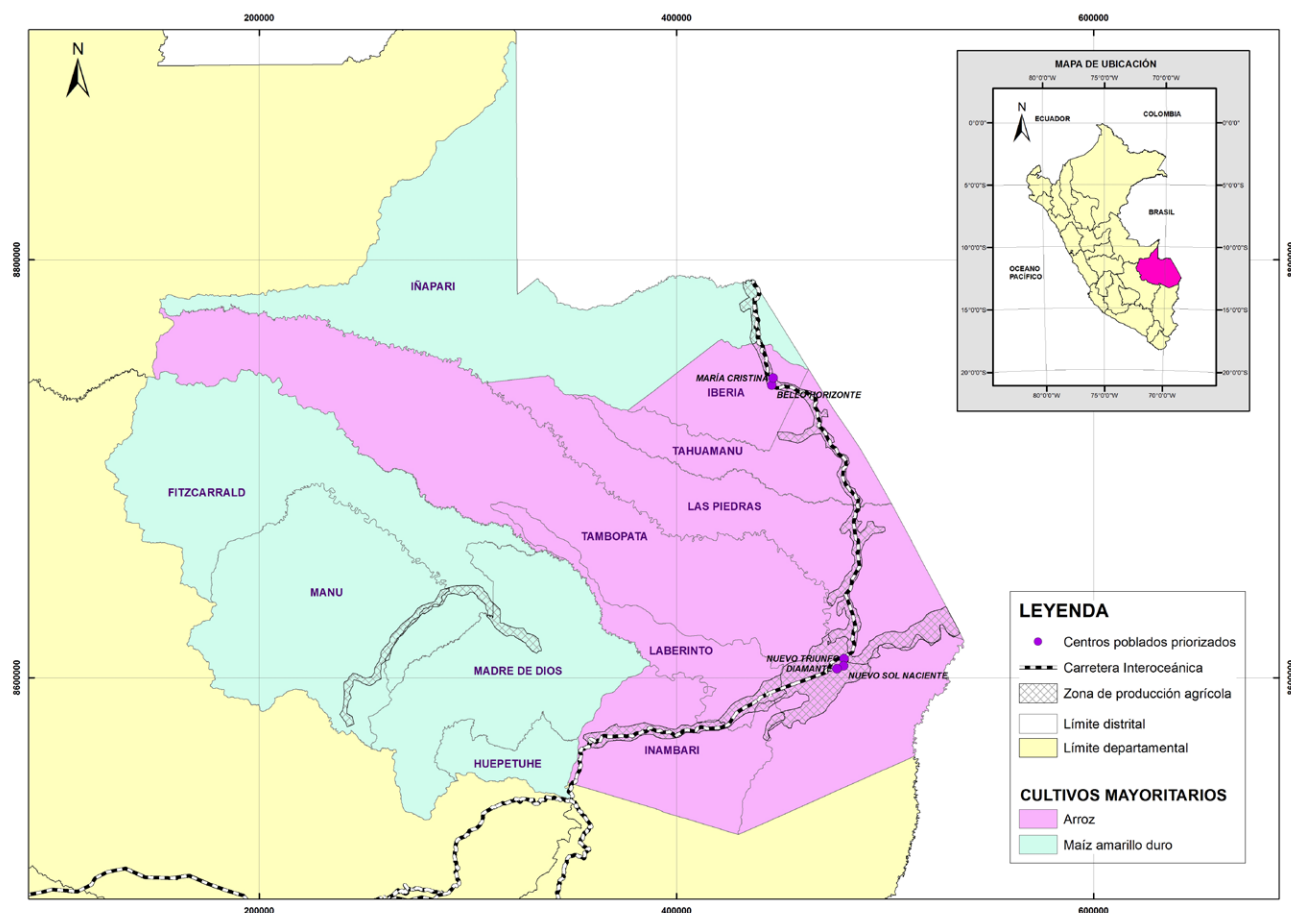 200000
400000
600000
N
8800000
8800000
8600000
8600000
IÑAPARI
MARÍA CRISTINA
IBERIA
BELLO HORIZONTE
TAHUAMANU
FITZCARRALD
LAS PIEDRAS
TAMBOPATA
MANU
LABERINTO
NUEVO TRIUNFO
MADRE DE DIOS
DIAMANTE
NUEVO SOL NACIENTE
INAMBARI
HUEPETUHE
200000
400000
600000
MAPA DE UBICACIÓN
80°0'0"W
75°0'0"W
70°0'0"W
N
ECUADOR
COLOMBIA
0°0'0"
0°0'0"
5°0'0"S
5°0'0"S
BRASIL
10°0'0"S
10°0'0"S
OCEANO
PACÍFICO
15°0'0"S
15°0'0"S
20°0'0"S
20°0'0"S
80°0'0"W
75°0'0"W
70°0'0"W
LEYENDA
Centros poblados priorizados
Carretera Interoceánica
Zona de producción agrícola
Límite distrital
Límite departamental
CULTIVOS MAYORITARIOS
Arroz
Maíz amarillo duro